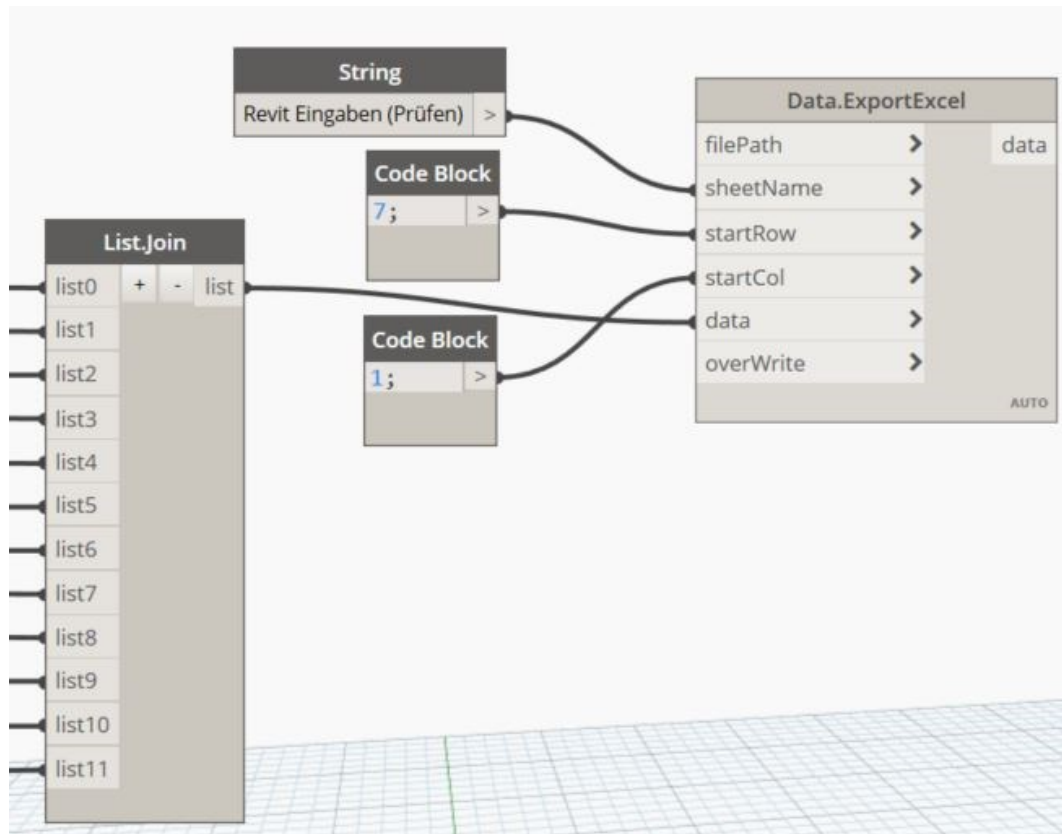 String
Revit Eingaben (Prüfen) >
Code Block
7; >
List.Join
list0 + - list
list1
list2
list3
list4
list5
list6
list7
list8
list9
list10
list11
Code Block
1; >
Data.ExportExcel
filePath > data
sheetName >
startRow >
startCol >
data >
overWrite >
AUTO